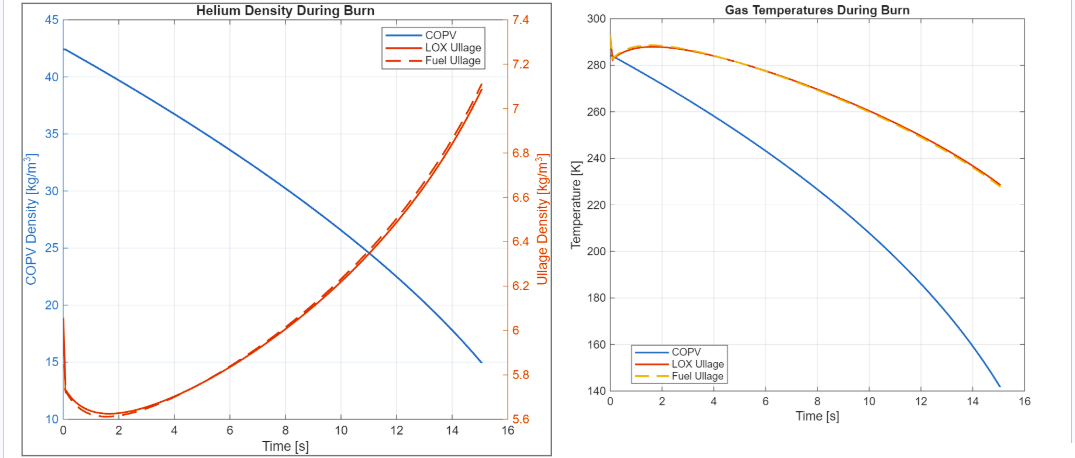 Helium Density During Burn
COPV
LOX Ullage
Fuel Ullage
COPV Density [kg/m³]
45
40
35
30
25
20
15
10
7.4
7.2
7
6.8
6.6
6.4
6.2
6
5.8
5.6
Ullage Density [kg/m³]
0 2 4 6 8 10 12 14 16
Time [s]
Gas Temperatures During Burn
Temperature [K]
300
280
260
240
220
200
180
160
140
COPV
LOX Ullage
Fuel Ullage
0 2 4 6 8 10 12 14 16
Time [s]